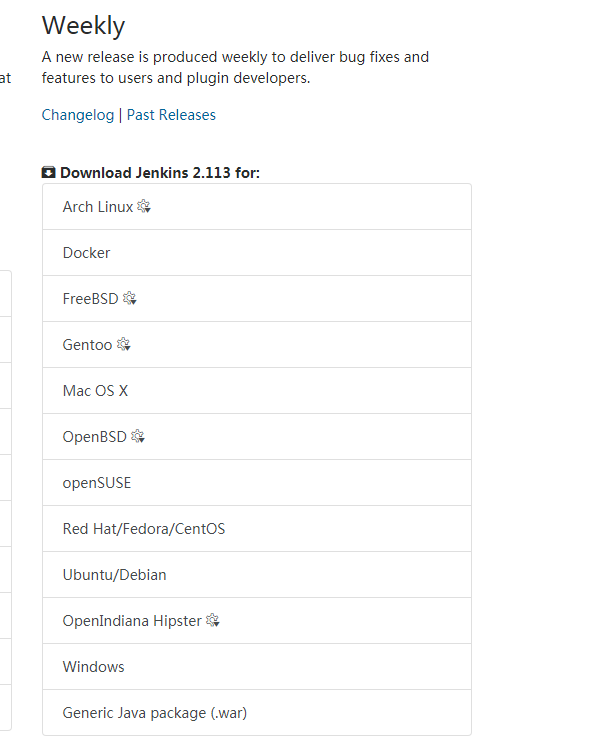 Weekly
A new release is produced weekly to deliver bug fixes and
at features to users and plugin developers.
Changelog | Past Releases
Download Jenkins 2.113 for:
Arch Linux
Docker
FreeBSD
Gentoo
Mac OS X
OpenBSD
openSUSE
Red Hat/Fedora/CentOS
Ubuntu/Debian
OpenIndiana Hipster
Windows
Generic Java package (.war)